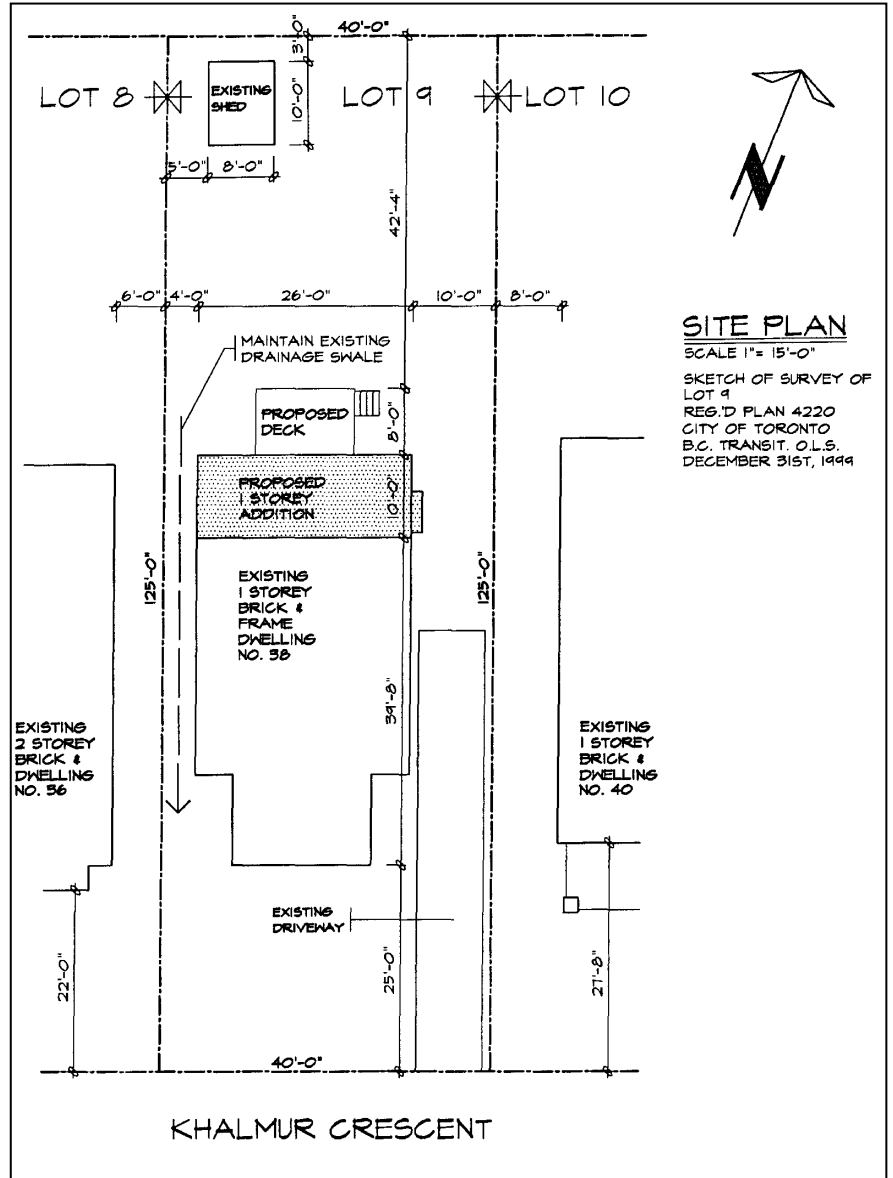 40'-0"
3'-0"
LOT 8
EXISTING
SHED
10'-0"
LOT 9
LOT 10
5'-0"
8'-0"
42'-4"
6'-0"
4'-0"
26'-0"
10'-0"
8'-0"
SITE PLAN
SCALE 1"= 15'-0"
SKETCH OF SURVEY OF
LOT 9
REG.'D PLAN 4220
CITY OF TORONTO
B.C. TRANSIT. O.L.S.
DECEMBER 31ST, 1999
MAINTAIN EXISTING
DRAINAGE SWALE
PROPOSED
DECK
8'-0"
PROPOSED
1 STOREY
ADDITION
10'-0"
125'-0"
EXISTING
1 STOREY
BRICK &
FRAME
DWELLING
NO. 38
125'-0"
39'-8"
EXISTING
2 STOREY
BRICK &
DWELLING
NO. 36
EXISTING
1 STOREY
BRICK &
DWELLING
NO. 40
EXISTING
DRIVEWAY
22'-0"
25'-0"
27'-8"
40'-0"
KHALMUR CRESCENT
N